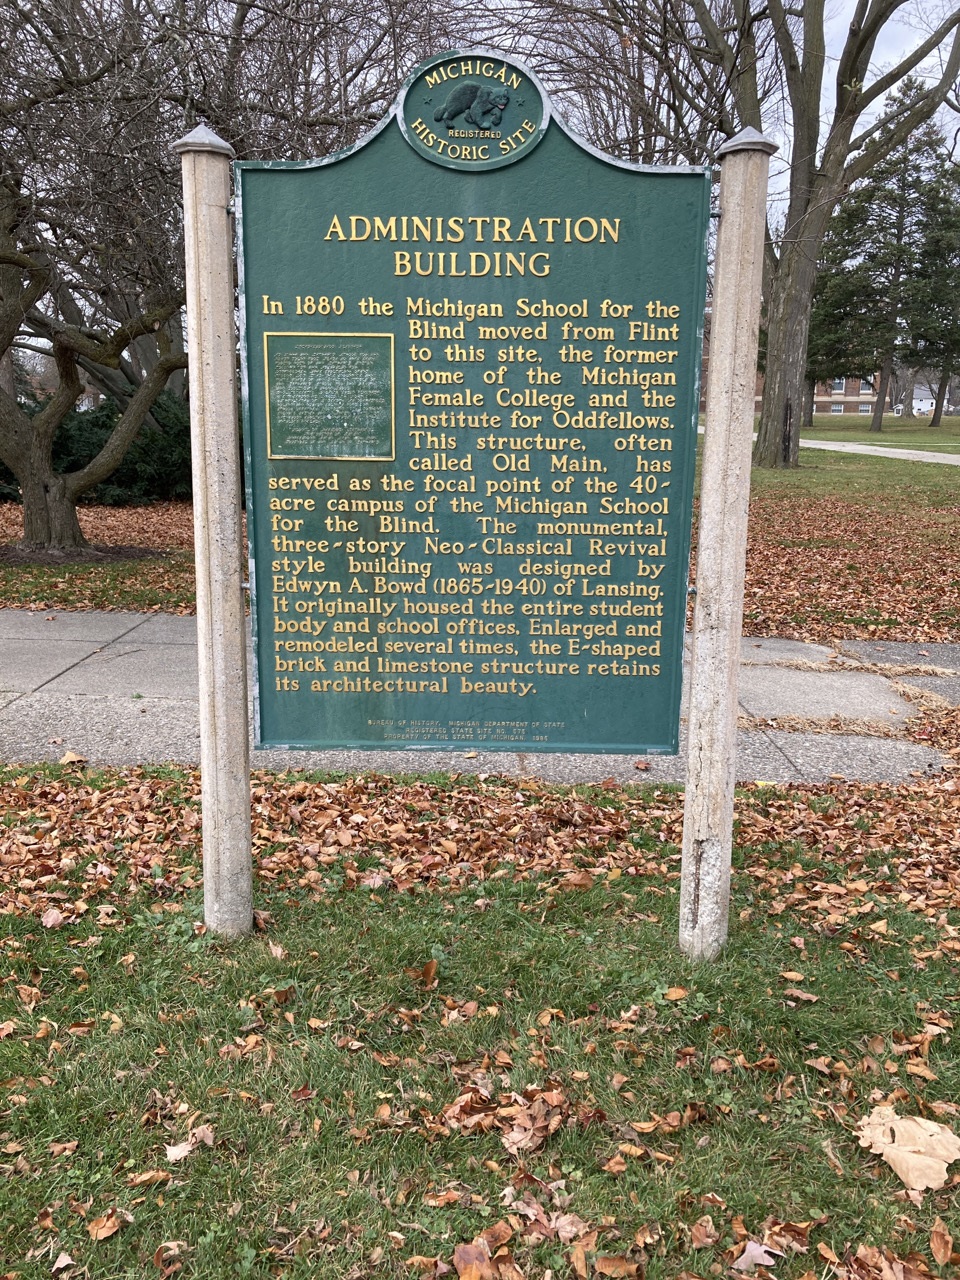 MICHIGAN
REGISTERED
HISTORIC SITE
ADMINISTRATION
BUILDING
In 1880 the Michigan School for the
Blind moved from Flint
to this site, the former
home of the Michigan
Female College and the
Institute for Oddfellows.
This structure, often
called Old Main, has
served as the focal point of the 40-
acre campus of the Michigan School
for the Blind. The monumental,
three-story Neo-Classical Revival
style building was designed by
Edwyn A. Bowd (1865-1940) of Lansing.
It originally housed the entire student
body and school offices. Enlarged and
remodeled several times, the E-shaped
brick and limestone structure retains
its architectural beauty.
BUREAU OF HISTORY, MICHIGAN DEPARTMENT OF STATE
REGISTERED STATE SITE NO.
PROPERTY OF THE STATE OF MICHIGAN,